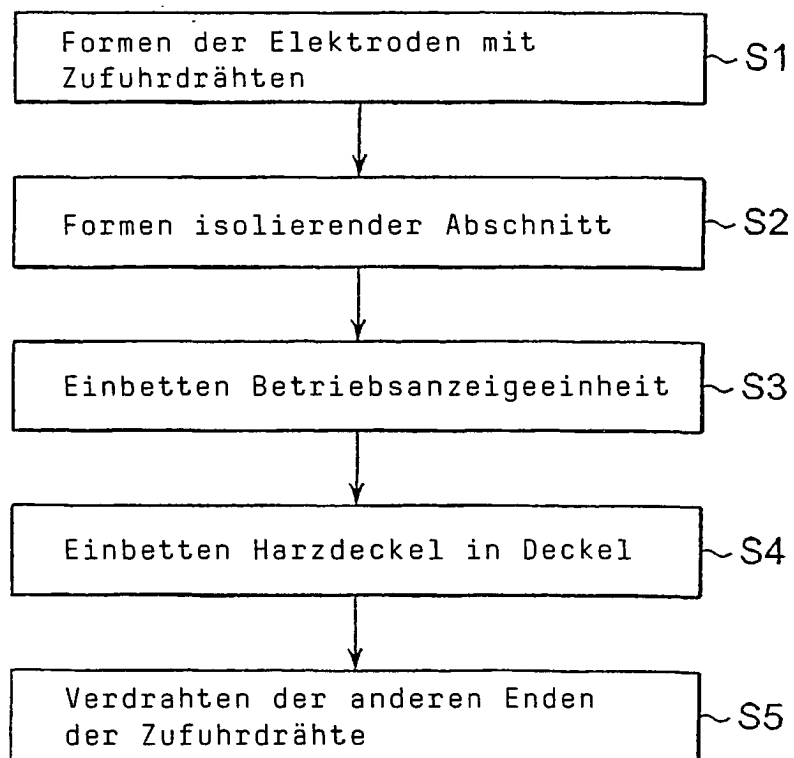 Formen der Elektroden mit
Zufuhrdrähten
S1
Formen isolierender Abschnitt
S2
Einbetten Betriebsanzeigeeinheit
S3
Einbetten Harzdeckel in Deckel
S4
Verdrahten der anderen Enden
der Zufuhrdrähte
S5